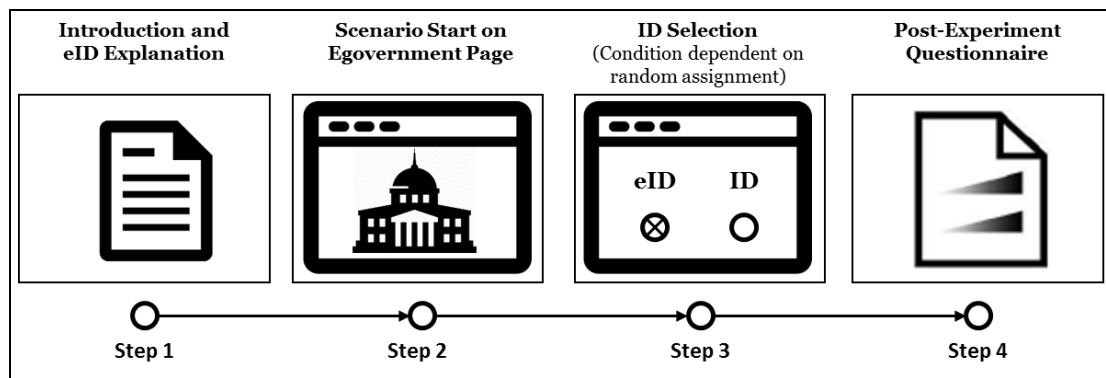 Introduction and
eID Explanation
Scenario Start on
Egovernment Page
ID Selection
(Condition dependent on
random assignment)
Post-Experiment
Questionnaire
eID ID
Step 1
Step 2
Step 3
Step 4